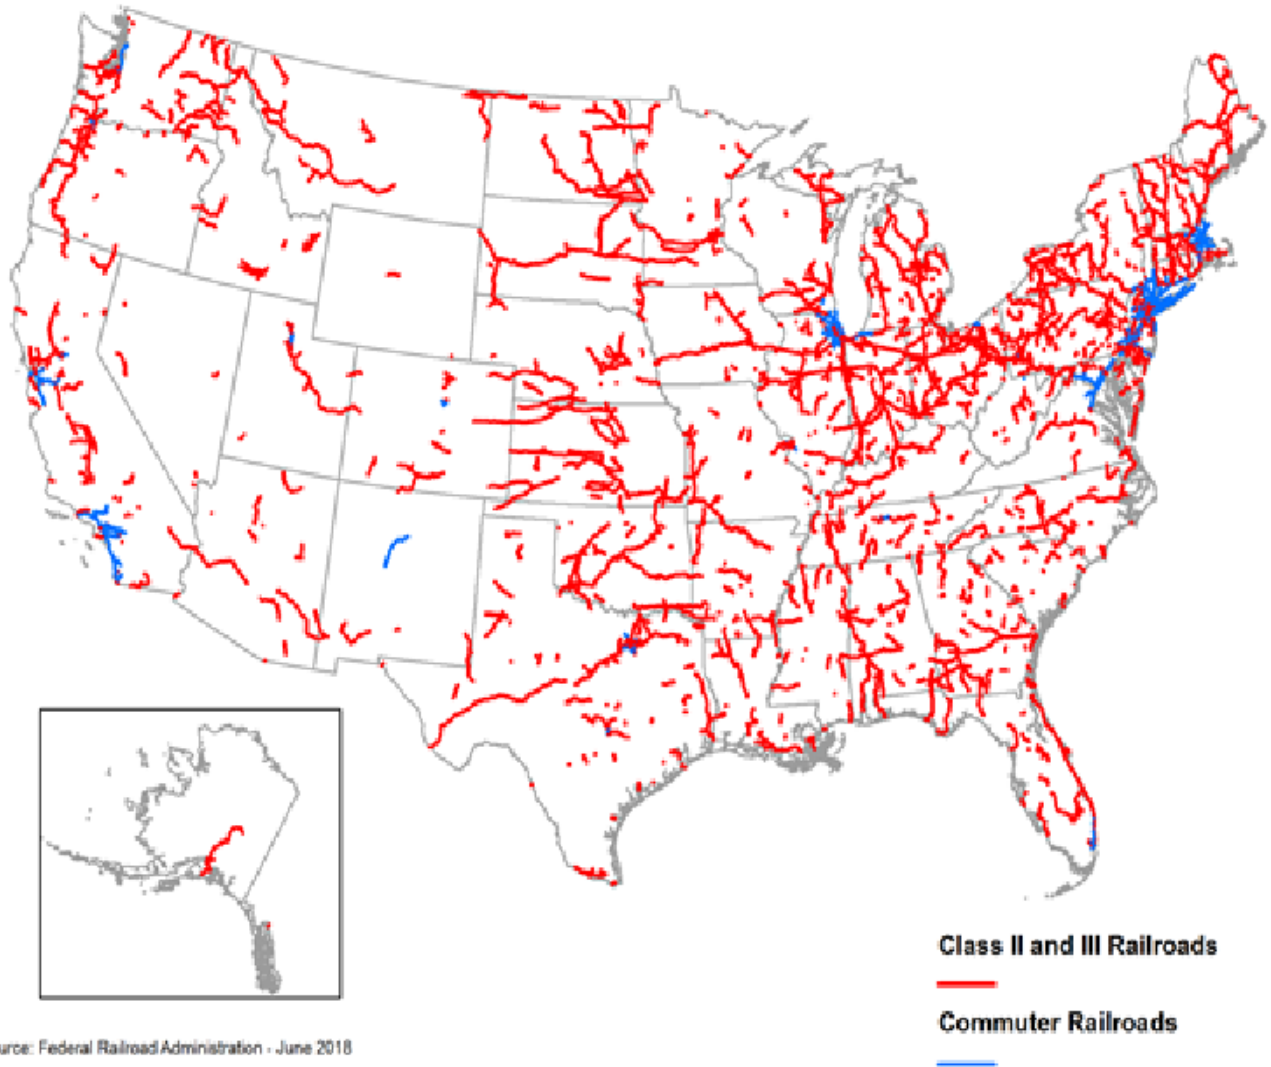 Class II and III Railroads
Commuter Railroads
urce: Federal Railroad Administration - June 2018